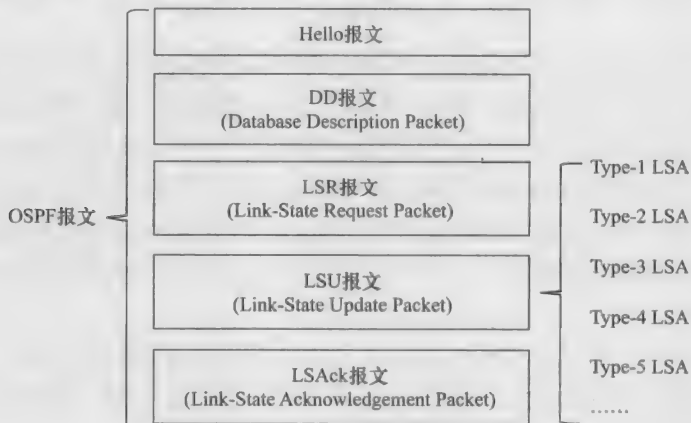 Hello报文
DD报文
(Database Description Packet)
LSR报文
(Link-State Request Packet)
OSPF报文
LSU报文
(Link-State Update Packet)
LSAck报文
(Link-State Acknowledgement Packet)
Type-1 LSA
Type-2 LSA
Type-3 LSA
Type-4 LSA
Type-5 LSA
......